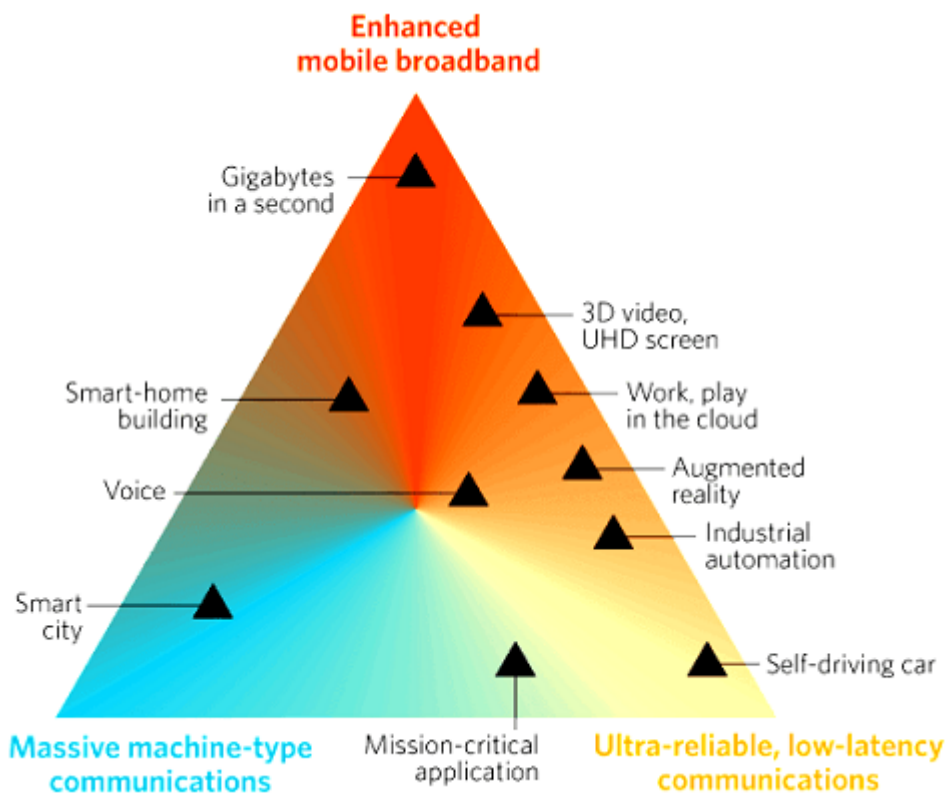 Enhanced
mobile broadband
Gigabytes
in a second
3D video,
UHD screen
Smart-home
building
Work, play
in the cloud
Augmented
reality
Voice
Industrial
automation
Smart
city
Self-driving car
Mission-critical
application
Massive machine-type
communications
Ultra-reliable, low-latency
communications